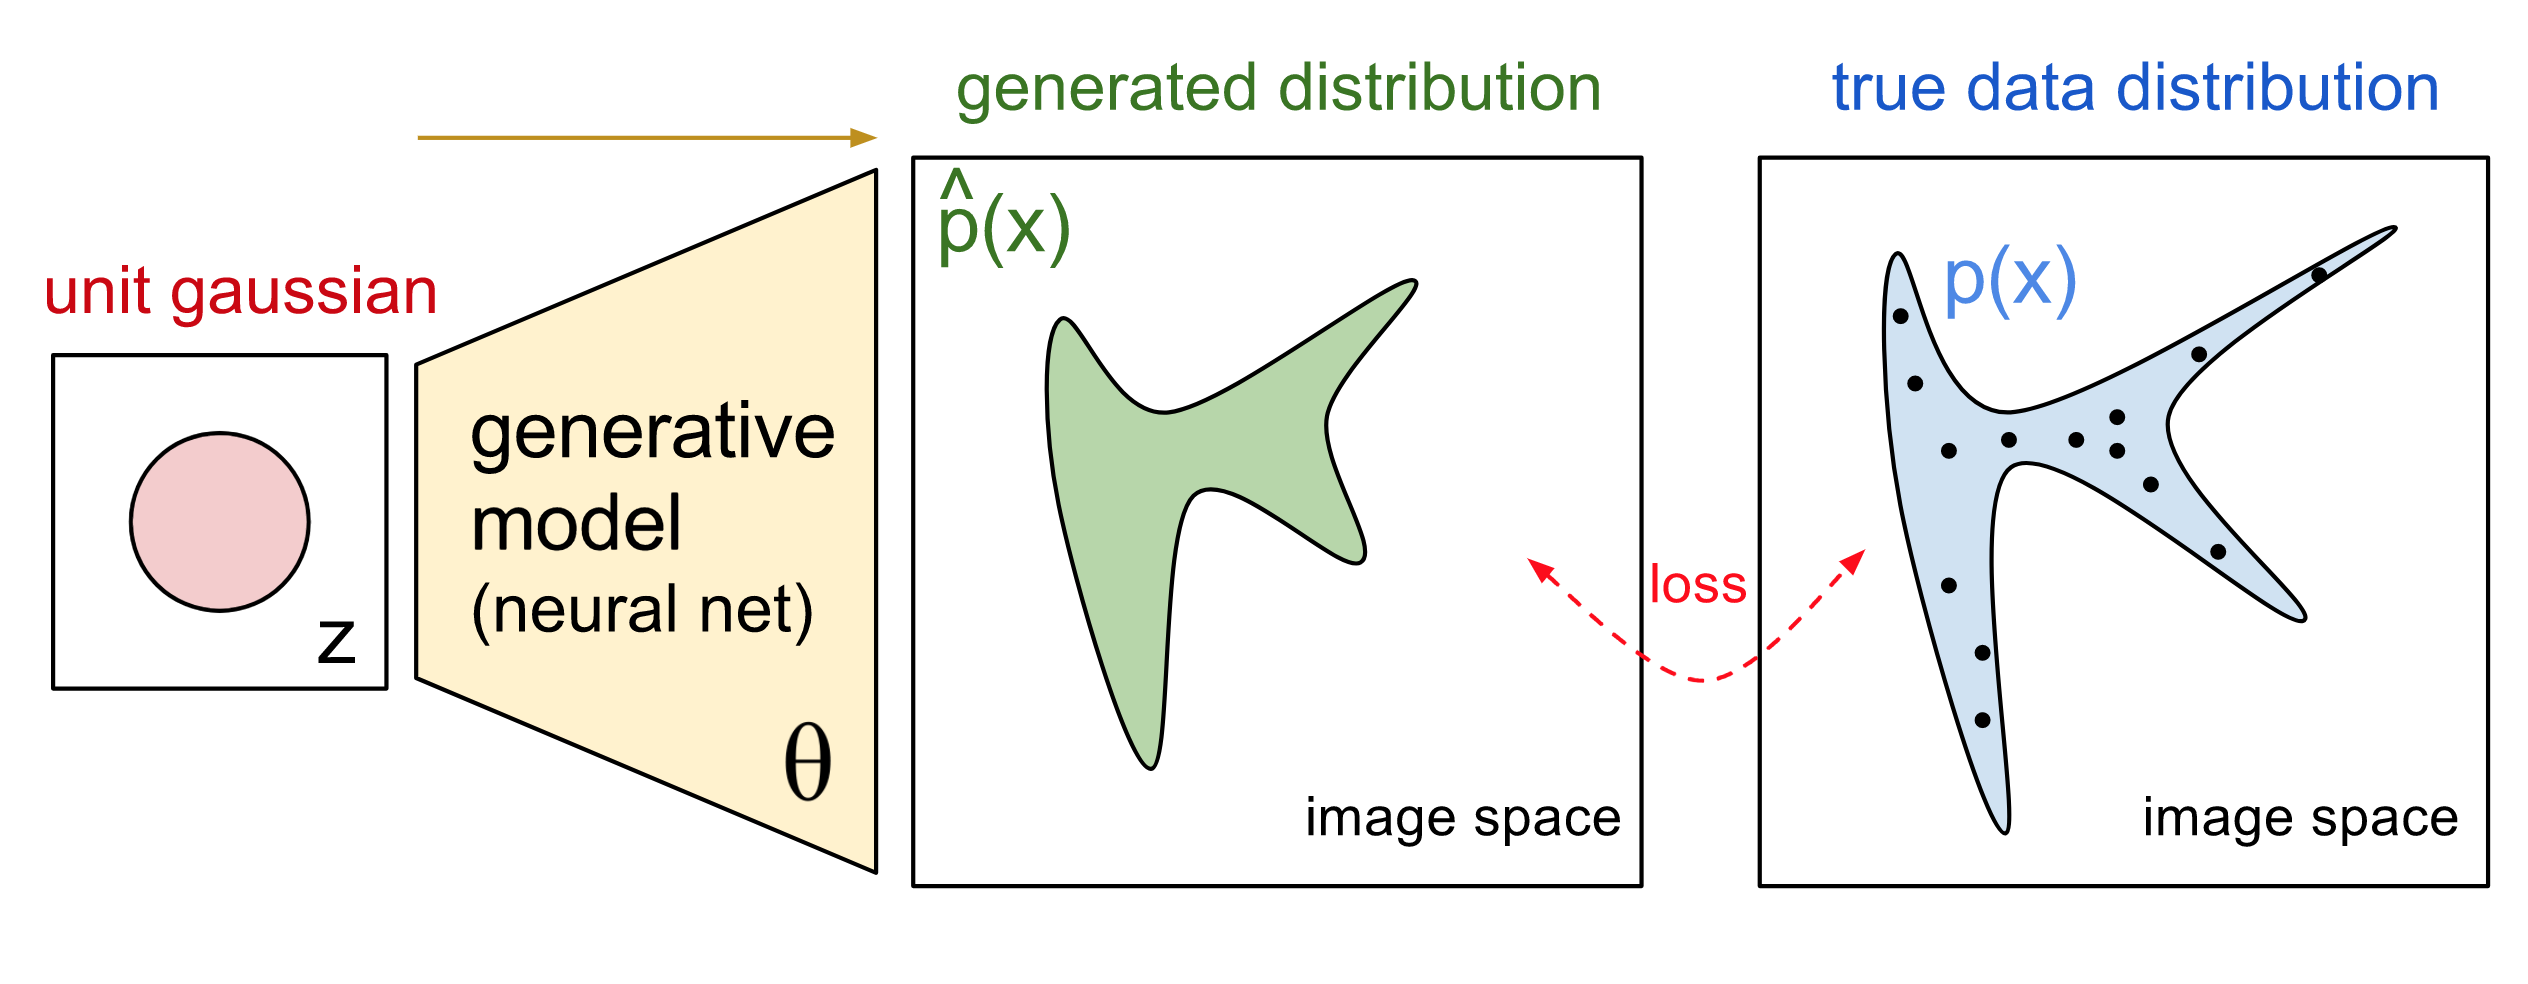 unit gaussian
z
generative
model
(neural net)
θ
generated distribution
p̂(x)
image space
loss
true data distribution
p(x)
image space